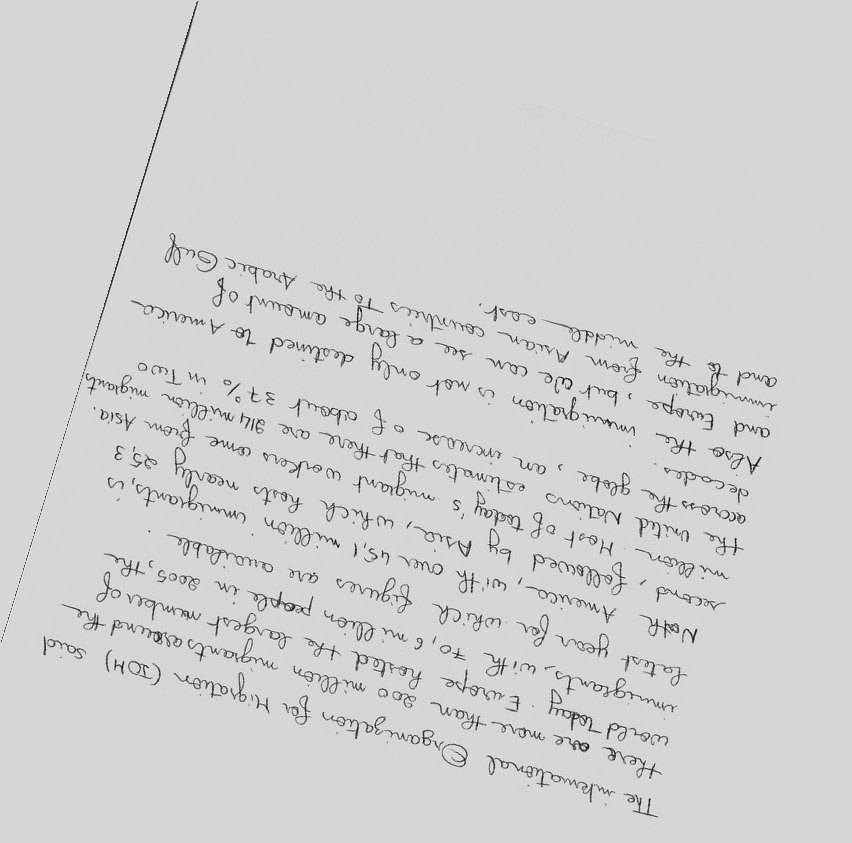 The international Organization for Migration (IOM) said
there are more than 200 million migrants around the
world today. Europe hosted the largest number of
immigrants, with 70,6 million people in 2005, the
latest year for which figures are available.
North America, with over 45,1 million immigrants, is
second, followed by Asia, which hosts nearly 25,3
million. Most of today's migrant workers come from Asia.
the United Nations estimates that there are 214 million migrants
accross the globe, an increase of about 37% in Two
decades.
Also the immigration is not only destined to America
and Europe, but we can see a large amount of
immigration from Asian countries to the Arabic Gulf
and to the middle-east.